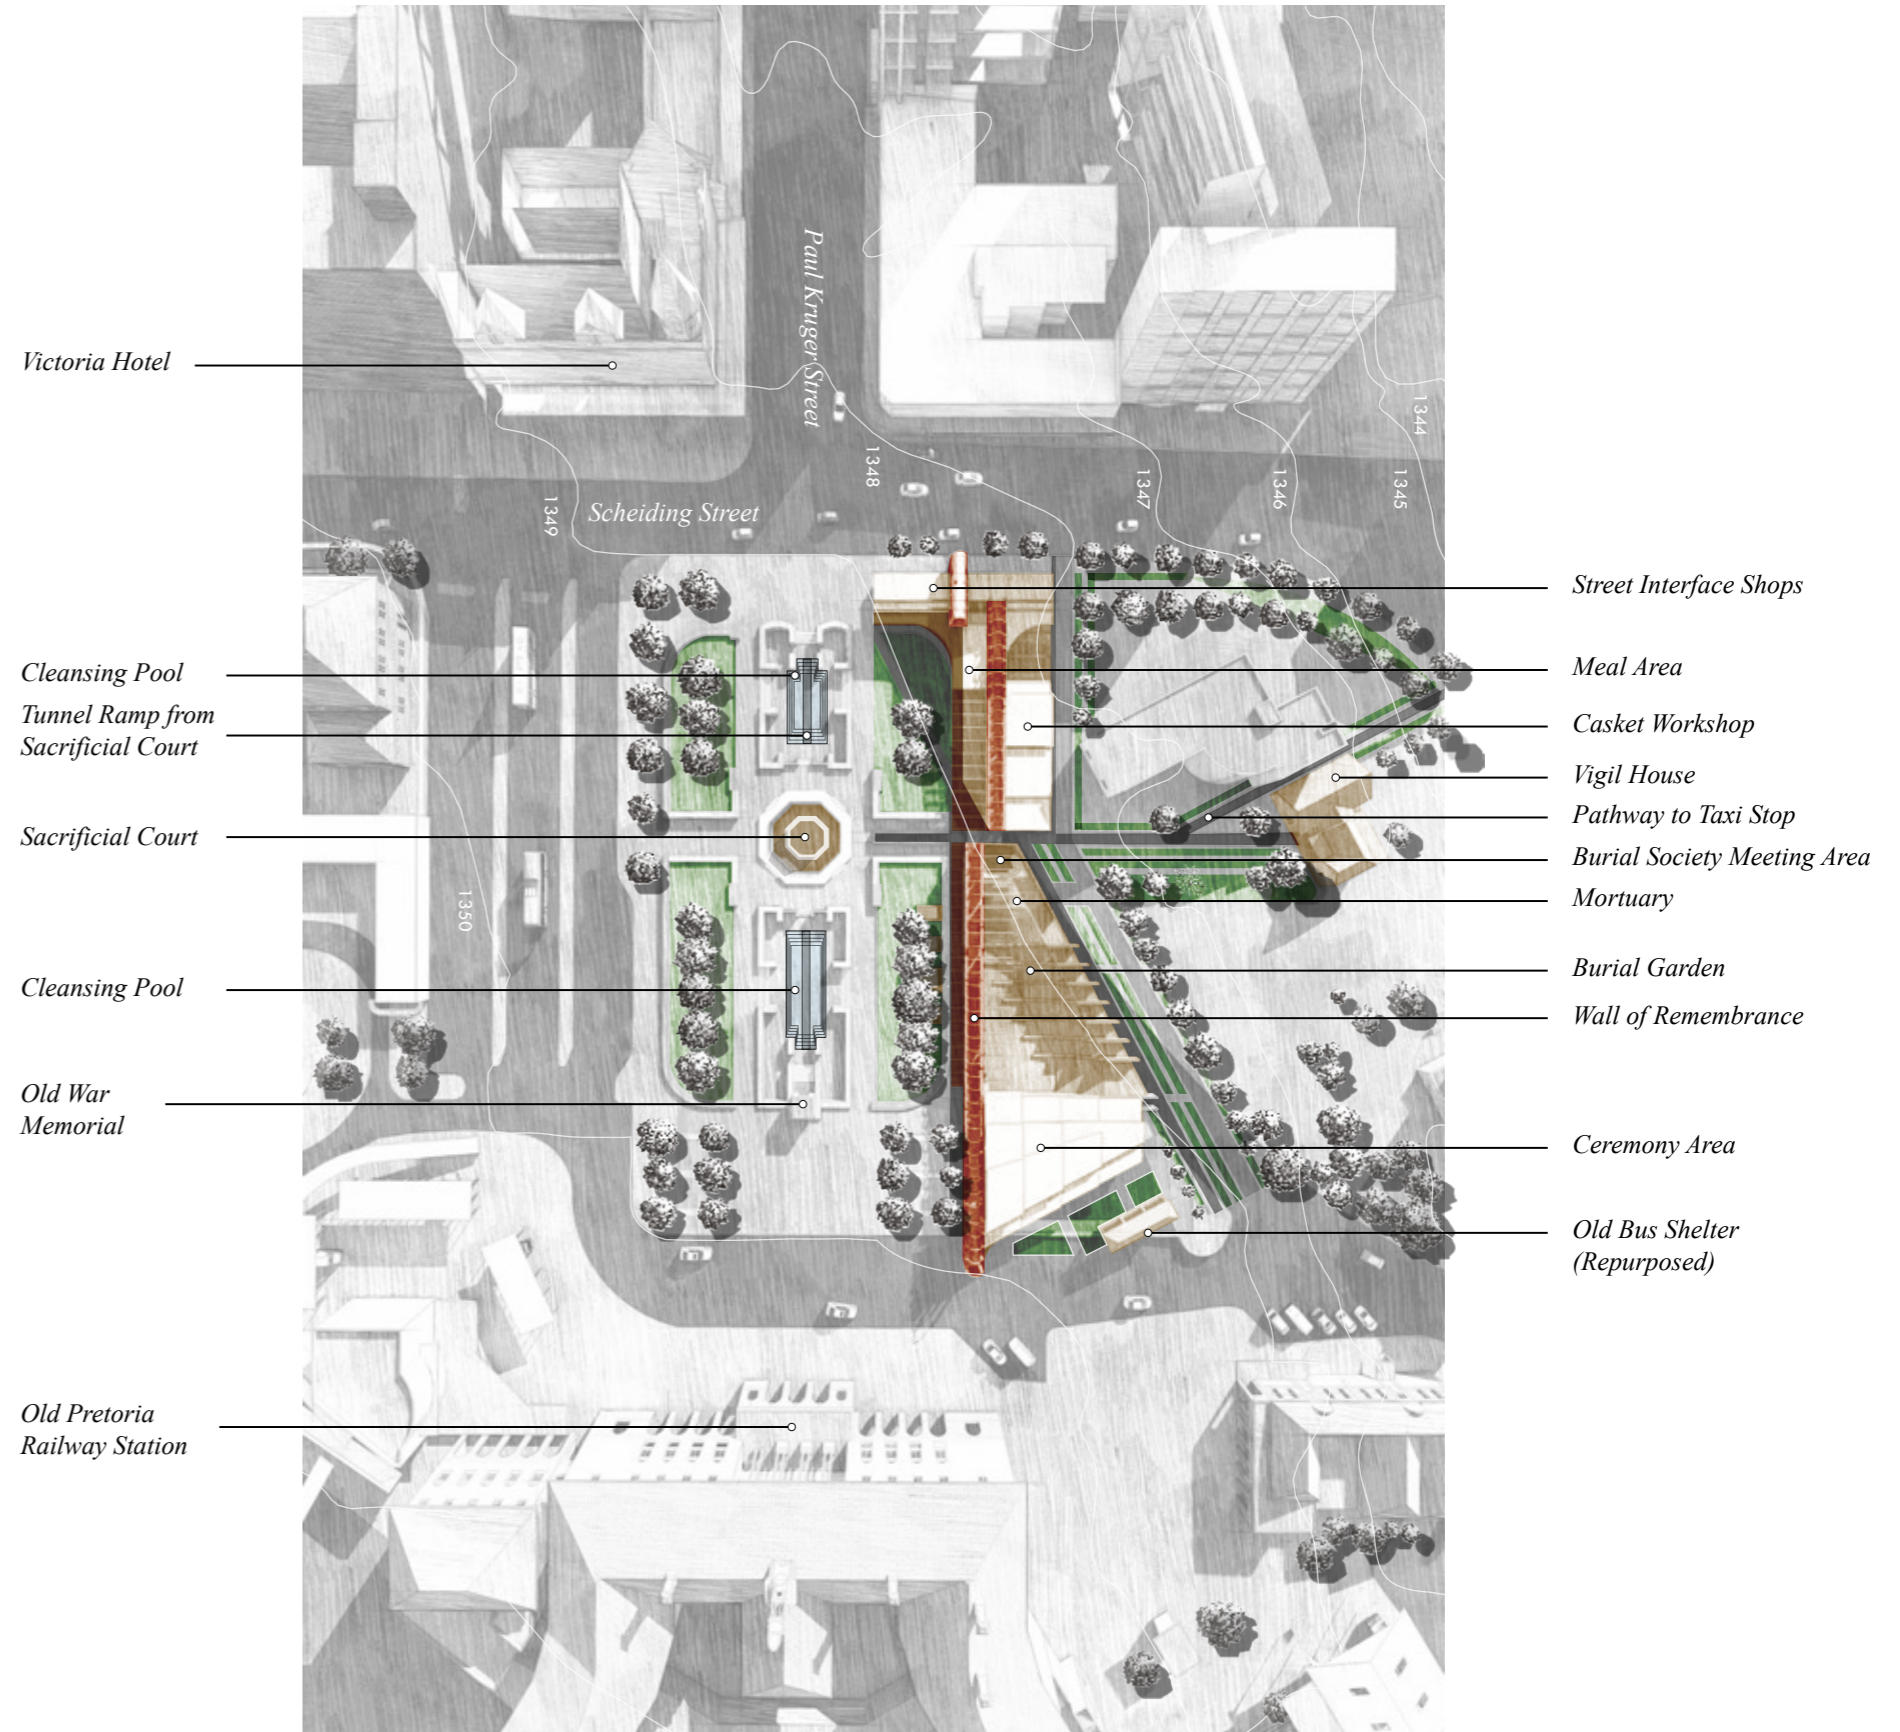 Victoria Hotel
Cleansing Pool
Tunnel Ramp from
Sacrificial Court
Sacrificial Court
Cleansing Pool
Old War
Memorial
Old Pretoria
Railway Station
Paul Kruger Street
Scheiding Street
1349
1348
1347
1346
1345
1344
1350
Street Interface Shops
Meal Area
Casket Workshop
Vigil House
Pathway to Taxi Stop
Burial Society Meeting Area
Mortuary
Burial Garden
Wall of Remembrance
Ceremony Area
Old Bus Shelter
(Repurposed)